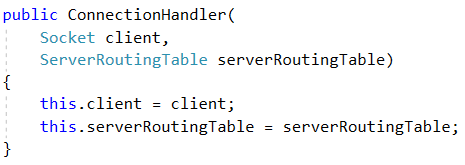 public ConnectionHandler(
    Socket client,
    ServerRoutingTable serverRoutingTable)
{
    this.client = client;
    this.serverRoutingTable = serverRoutingTable;
}